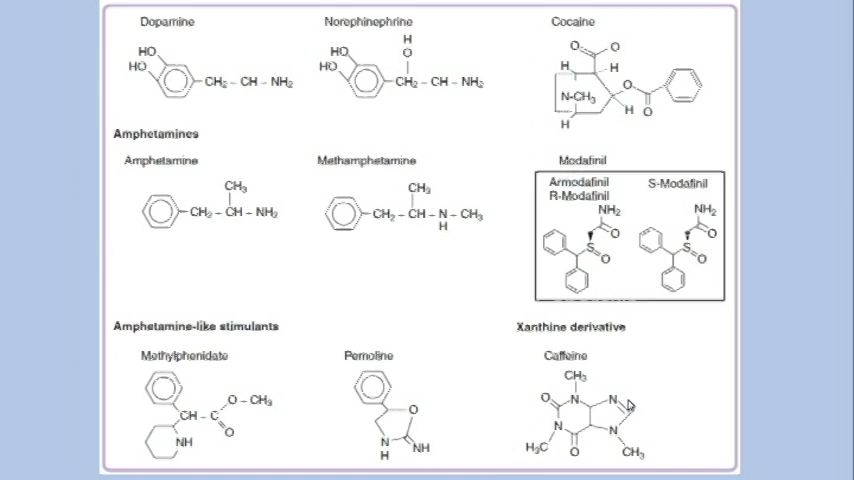 Dopamine
HO
HO
CH₂ - CH - NH₂
Norephinephrine
H
O
HO
HO
CH₂ - CH - NH₂
Cocaine
O
O
H
H
N-CH₃
O
O
H
H
Amphetamines
Amphetamine
CH₃
CH₂ - CH - NH₂
Methamphetamine
CH₃
CH₂ - CH - N - CH₃
H
Modafinil
Armodafinil
R-Modafinil
NH₂
O
S
O
S-Modafinil
NH₂
O
S
O
Amphetamine-like stimulants
Methylphenidate
O - CH₃
CH - C
O
NH
Pemoline
O
N
H
NH
Xanthine derivative
Caffeine
CH₃
O
N
N
N
N
H₃C
O
CH₃